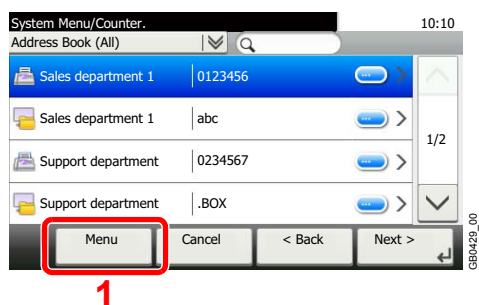 System Menu/Counter. 10:10
Address Book (All)
Sales department 1 0123456
Sales department 1 abc
1/2
Support department 0234567
Support department .BOX
Menu Cancel < Back Next >
GB0429_00
1